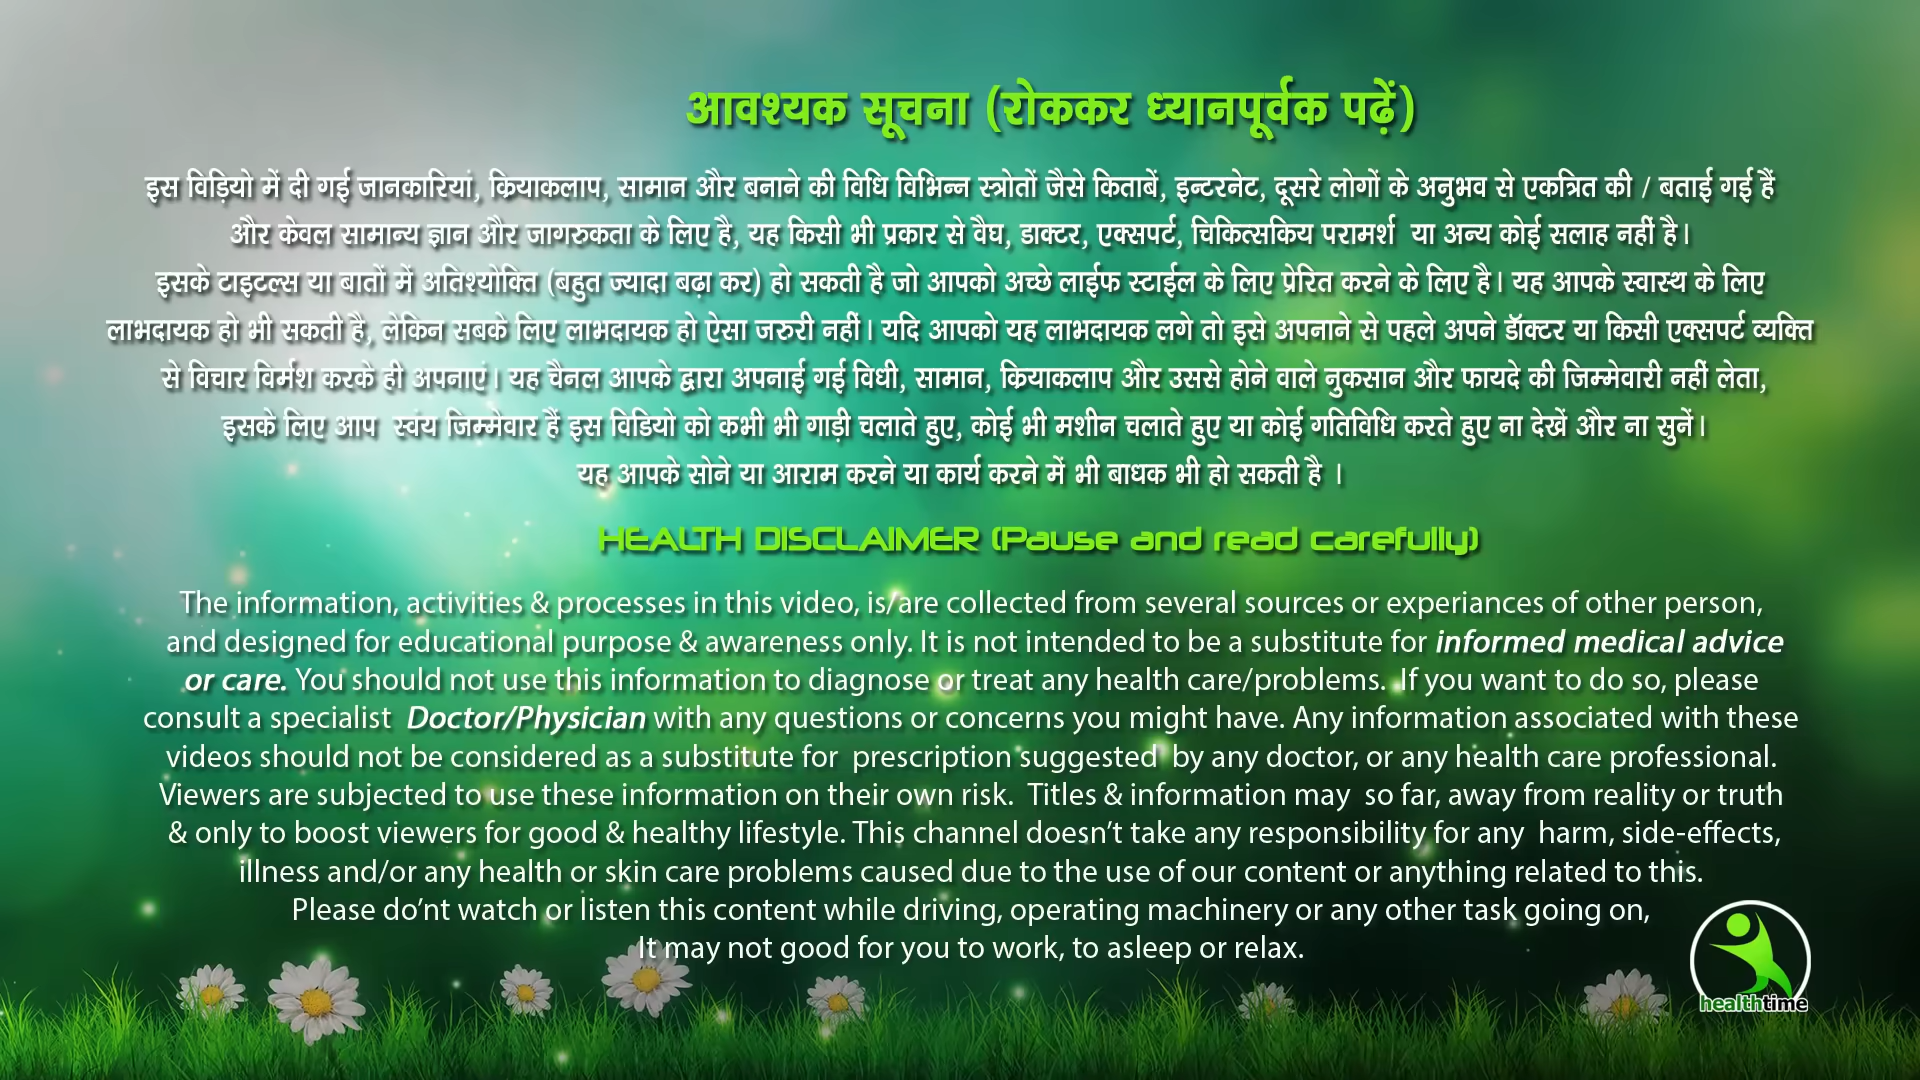 आवश्यक सूचना (रोककर ध्यानपूर्वक पढ़ें)
इस विड़ियो में दी गई जानकारियां, क्रियाकलाप, सामान और बनाने की विधि विभिन्न स्त्रोतों जैसे किताबें, इन्टरनेट, दूसरे लोगों के अनुभव से एकत्रित की / बताई गई हैं
और केवल सामान्य ज्ञान और जागरुकता के लिए है, यह किसी भी प्रकार से वैघ, डाक्टर, एक्सपर्ट, चिकित्सकिय परामर्श या अन्य कोई सलाह नहीं है।
इसके टाइटल्स या बातों में अतिश्योक्ति (बहुत ज्यादा बढ़ा कर) हो सकती है जो आपको अच्छे लाईफ स्टाईल के लिए प्रेरित करने के लिए है। यह आपके स्वास्थ के लिए
लाभदायक हो भी सकती है, लेकिन सबके लिए लाभदायक हो ऐसा जरुरी नहीं। यदि आपको यह लाभदायक लगे तो इसे अपनाने से पहले अपने डॉक्टर या किसी एक्सपर्ट व्यक्ति
से विचार विर्मश करके ही अपनाएं। यह चैनल आपके द्वारा अपनाई गई विधी, सामान, क्रियाकलाप और उससे होने वाले नुकसान और फायदे की जिम्मेवारी नहीं लेता,
इसके लिए आप स्वंय जिम्मेवार हैं इस विडियो को कभी भी गाड़ी चलाते हुए, कोई भी मशीन चलाते हुए या कोई गतिविधि करते हुए ना देखें और ना सुनें।
यह आपके सोने या आराम करने या कार्य करने में भी बाधक भी हो सकती है ।
HEALTH DISCLAIMER (Pause and read carefully)
The information, activities & processes in this video, is/are collected from several sources or experiances of other person,
and designed for educational purpose & awareness only. It is not intended to be a substitute for informed medical advice
or care. You should not use this information to diagnose or treat any health care/problems. If you want to do so, please
consult a specialist Doctor/Physician with any questions or concerns you might have. Any information associated with these
videos should not be considered as a substitute for prescription suggested by any doctor, or any health care professional.
Viewers are subjected to use these information on their own risk. Titles & information may so far, away from reality or truth
& only to boost viewers for good & healthy lifestyle. This channel doesn't take any responsibility for any harm, side-effects,
illness and/or any health or skin care problems caused due to the use of our content or anything related to this.
Please do'nt watch or listen this content while driving, operating machinery or any other task going on,
It may not good for you to work, to asleep or relax.
healthtime